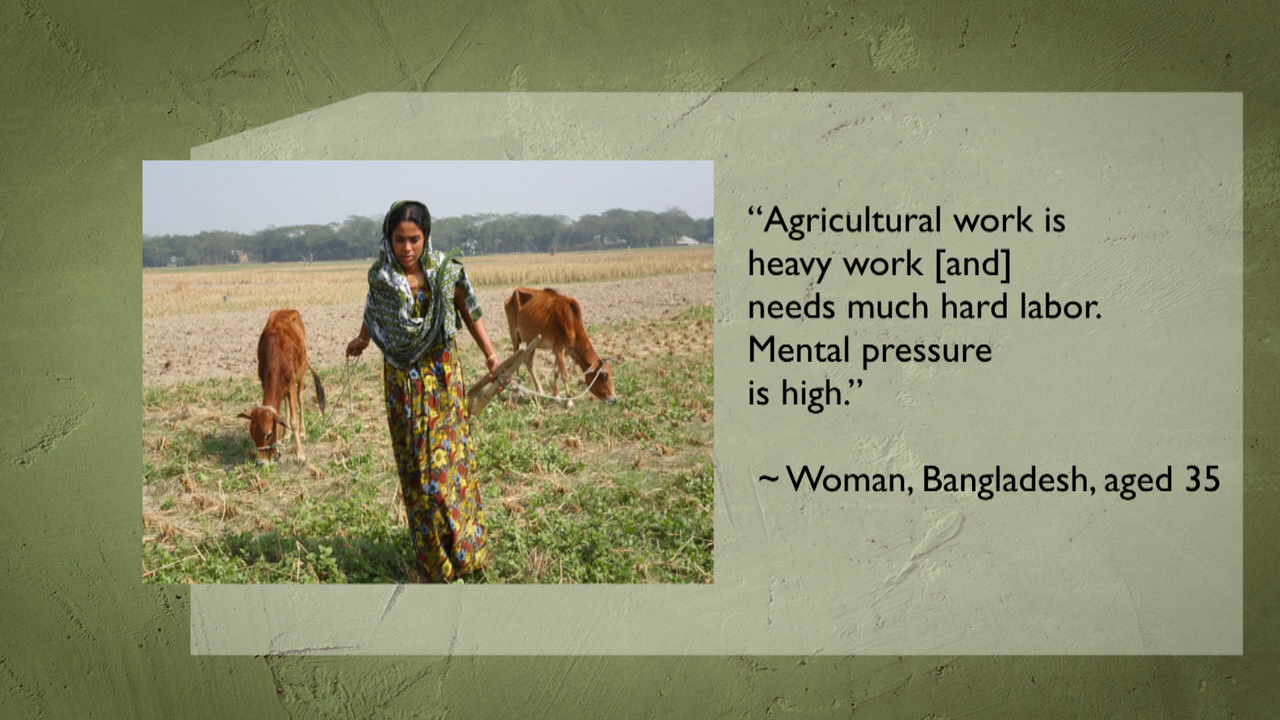 “Agricultural work is
heavy work [and]
needs much hard labor.
Mental pressure
is high.”
~ Woman, Bangladesh, aged 35